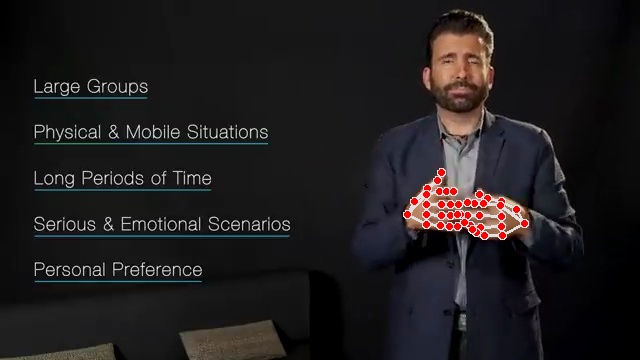 Large Groups
Physical & Mobile Situations
Long Periods of Time
Serious & Emotional Scenarios
Personal Preference